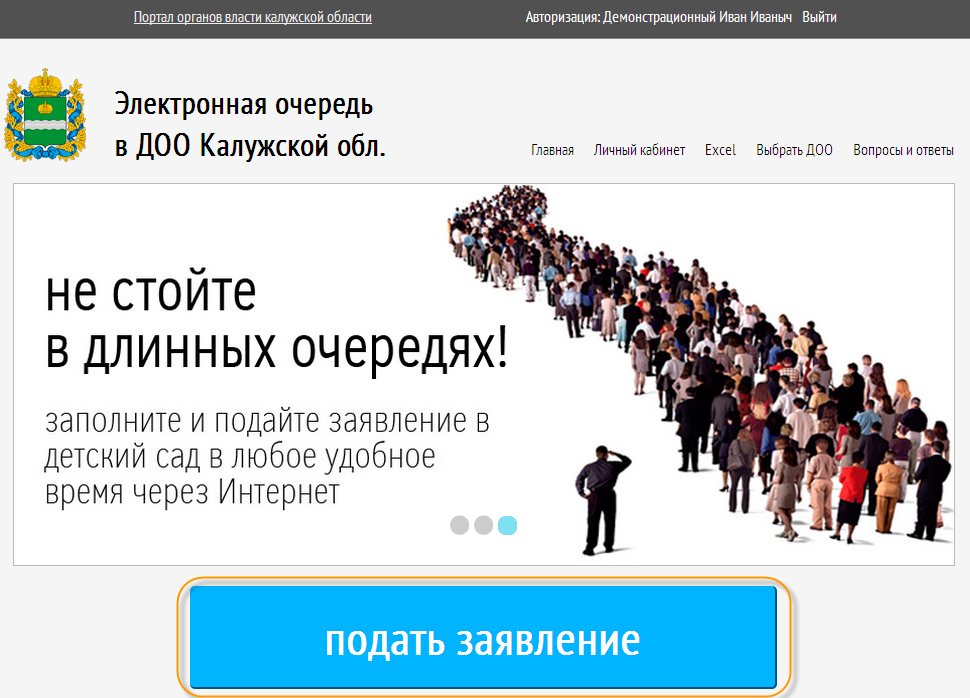 Портал органов власти калужской области
Авторизация: Демонстрационный Иван Иваныч Выйти
Электронная очередь
в ДОО Калужской обл.
Главная Личный кабинет Excel Выбрать ДОО Вопросы и ответы
не стойте
в длинных очередях!
заполните и подайте заявление в
детский сад в любое удобное
время через Интернет
подать заявление